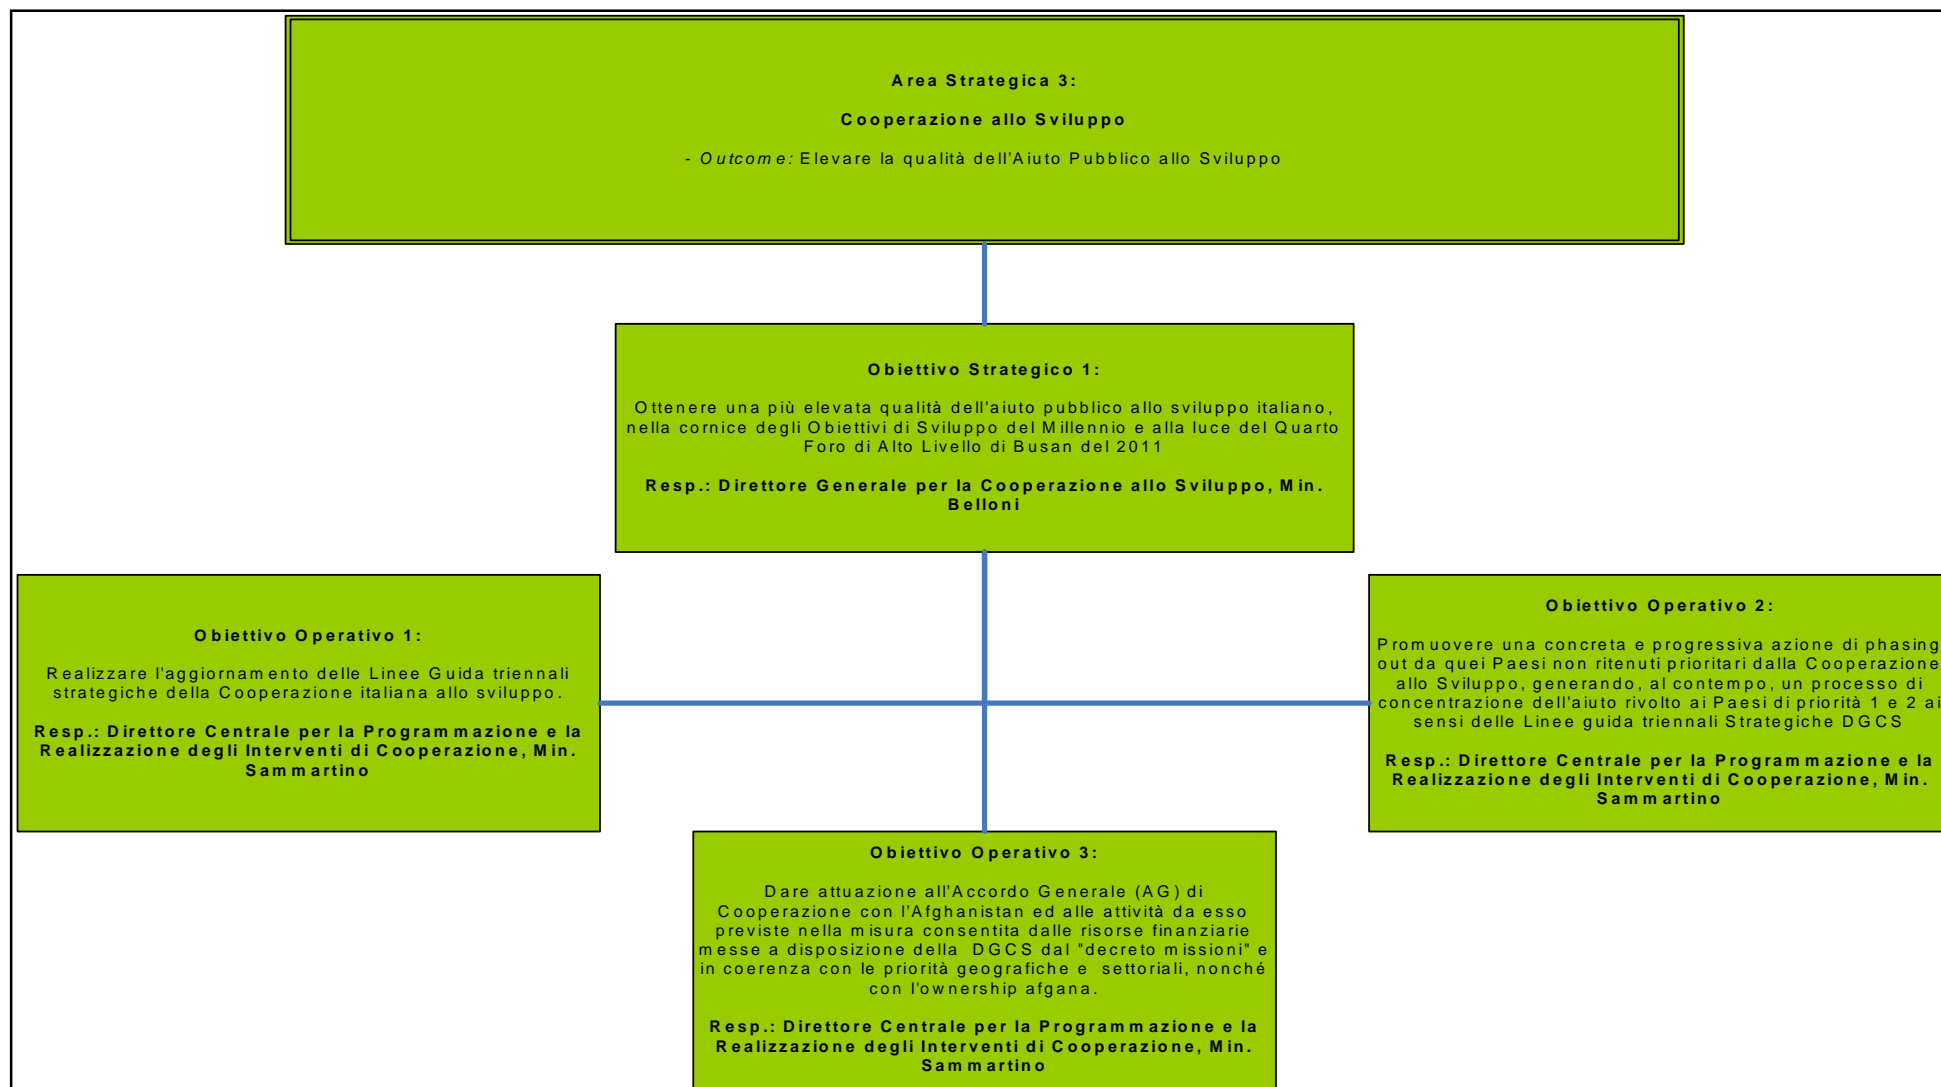 Area Strategica 3:
Cooperazione allo Sviluppo
- Outcome: Elevare la qualità dell'Aiuto Pubblico allo Sviluppo
Obiettivo Strategico 1:
Ottenere una più elevata qualità dell'aiuto pubblico allo sviluppo italiano,
nella cornice degli Obiettivi di Sviluppo del Millennio e alla luce del Quarto
Foro di Alto Livello di Busan del 2011
Resp.: Direttore Generale per la Cooperazione allo Sviluppo, Min.
Belloni
Obiettivo Operativo 1:
Realizzare l'aggiornamento delle Linee Guida triennali
strategiche della Cooperazione italiana allo sviluppo.
Resp.: Direttore Centrale per la Programmazione e la
Realizzazione degli Interventi di Cooperazione, Min.
Sammartino
Obiettivo Operativo 2:
Promuovere una concreta e progressiva azione di phasing
out da quei Paesi non ritenuti prioritari dalla Cooperazione
allo Sviluppo, generando, al contempo, un processo di
concentrazione dell'aiuto rivolto ai Paesi di priorità 1 e 2 ai
sensi delle Linee guida triennali Strategiche DGCS
Resp.: Direttore Centrale per la Programmazione e la
Realizzazione degli Interventi di Cooperazione, Min.
Sammartino
Obiettivo Operativo 3:
Dare attuazione all'Accordo Generale (AG) di
Cooperazione con l'Afghanistan ed alle attività da esso
previste nella misura consentita dalle risorse finanziarie
messe a disposizione della DGCS dal "decreto missioni" e
in coerenza con le priorità geografiche e settoriali, nonché
con l'ownership afgana.
Resp.: Direttore Centrale per la Programmazione e la
Realizzazione degli Interventi di Cooperazione, Min.
Sammartino